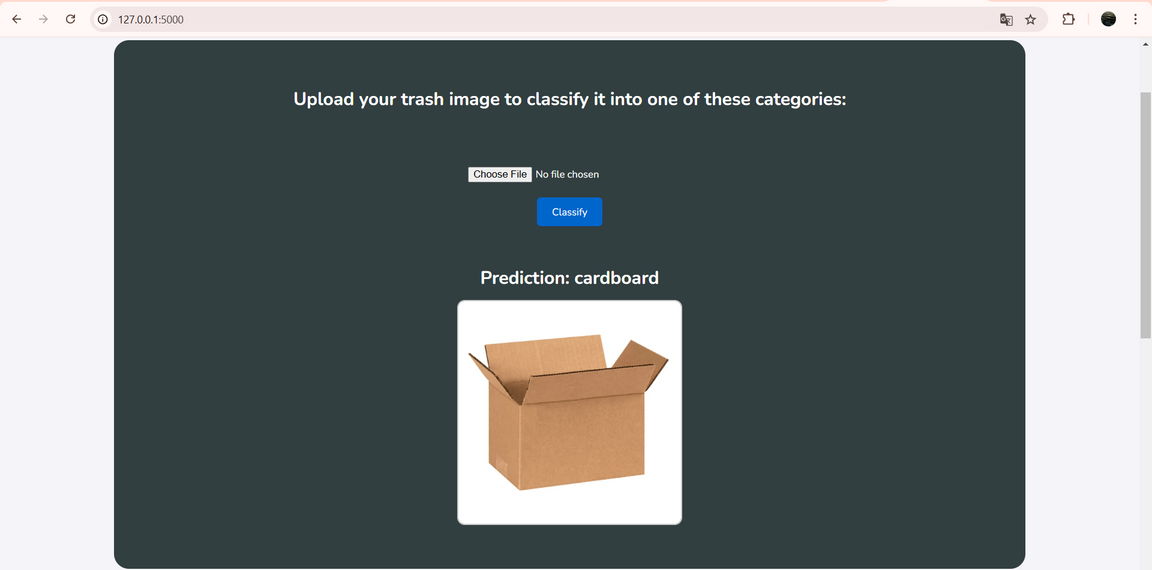 127.0.0.1:5000
Upload your trash image to classify it into one of these categories:
Choose File No file chosen
Classify
Prediction: cardboard